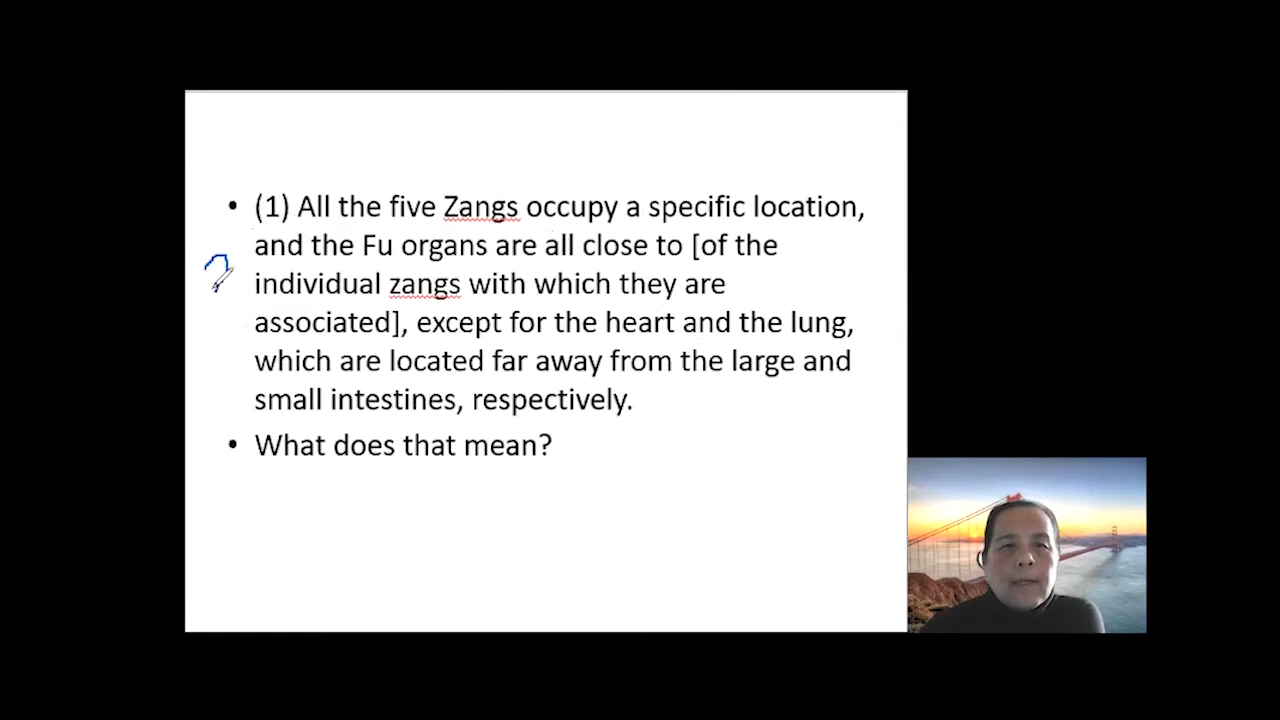 • (1) All the five Zangs occupy a specific location,
and the Fu organs are all close to [of the
individual zangs with which they are
associated], except for the heart and the lung,
which are located far away from the large and
small intestines, respectively.
• What does that mean?